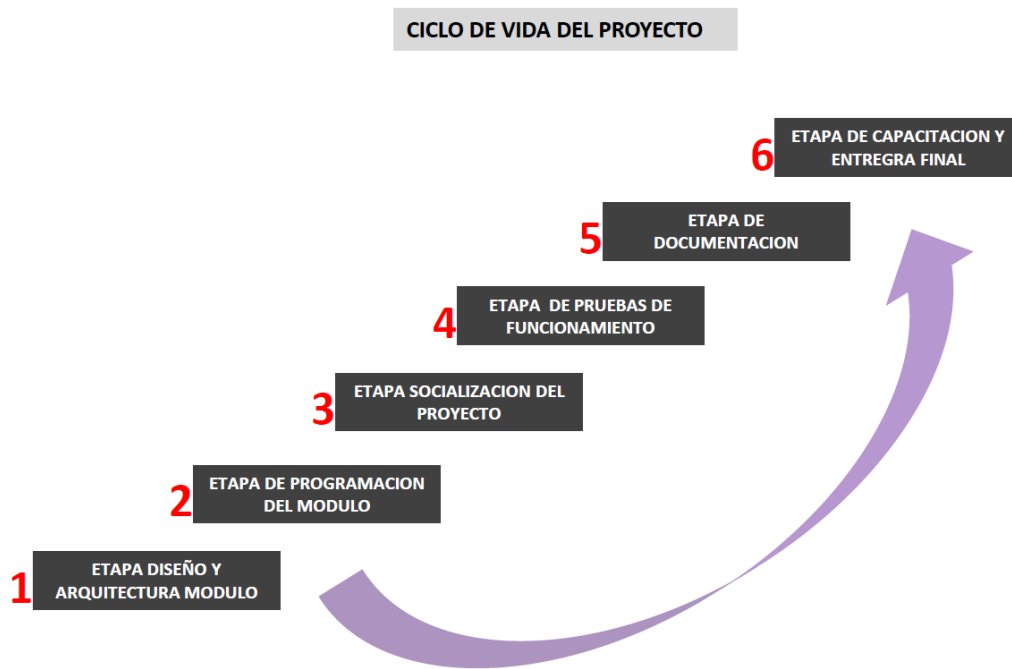 CICLO DE VIDA DEL PROYECTO
6
ETAPA DE CAPACITACION Y
ENTREGRA FINAL
5
ETAPA DE
DOCUMENTACION
4
ETAPA DE PRUEBAS DE
FUNCIONAMIENTO
3
ETAPA SOCIALIZACION DEL
PROYECTO
2
ETAPA DE PROGRAMACION
DEL MODULO
1
ETAPA DISEÑO Y
ARQUITECTURA MODULO